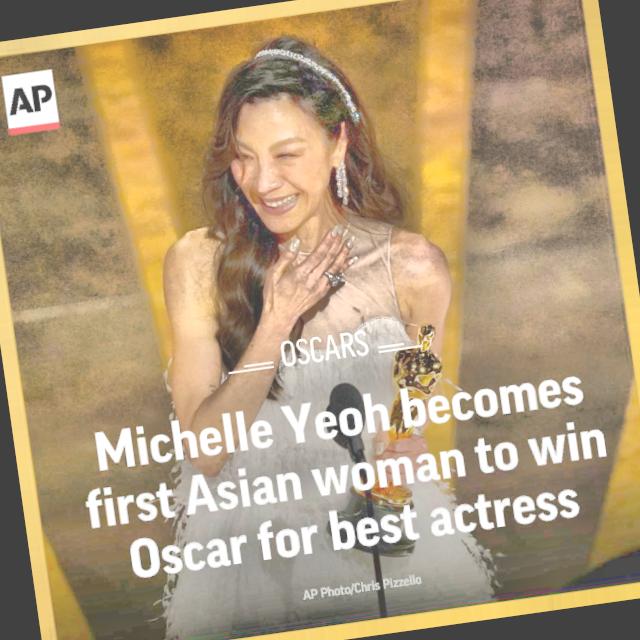 AP
OSCARS
Michelle Yeoh becomes
first Asian woman to win
Oscar for best actress
AP Photo/Chris Pizzello